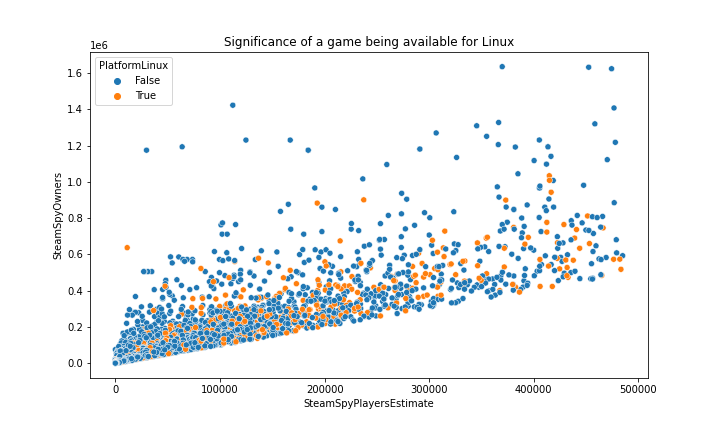 Significance of a game being available for Linux
1e6
PlatformLinux
False
True
1.6
1.4
1.2
1.0
0.8
0.6
0.4
0.2
0.0
SteamSpyOwners
0
100000
200000
300000
400000
500000
SteamSpyPlayersEstimate